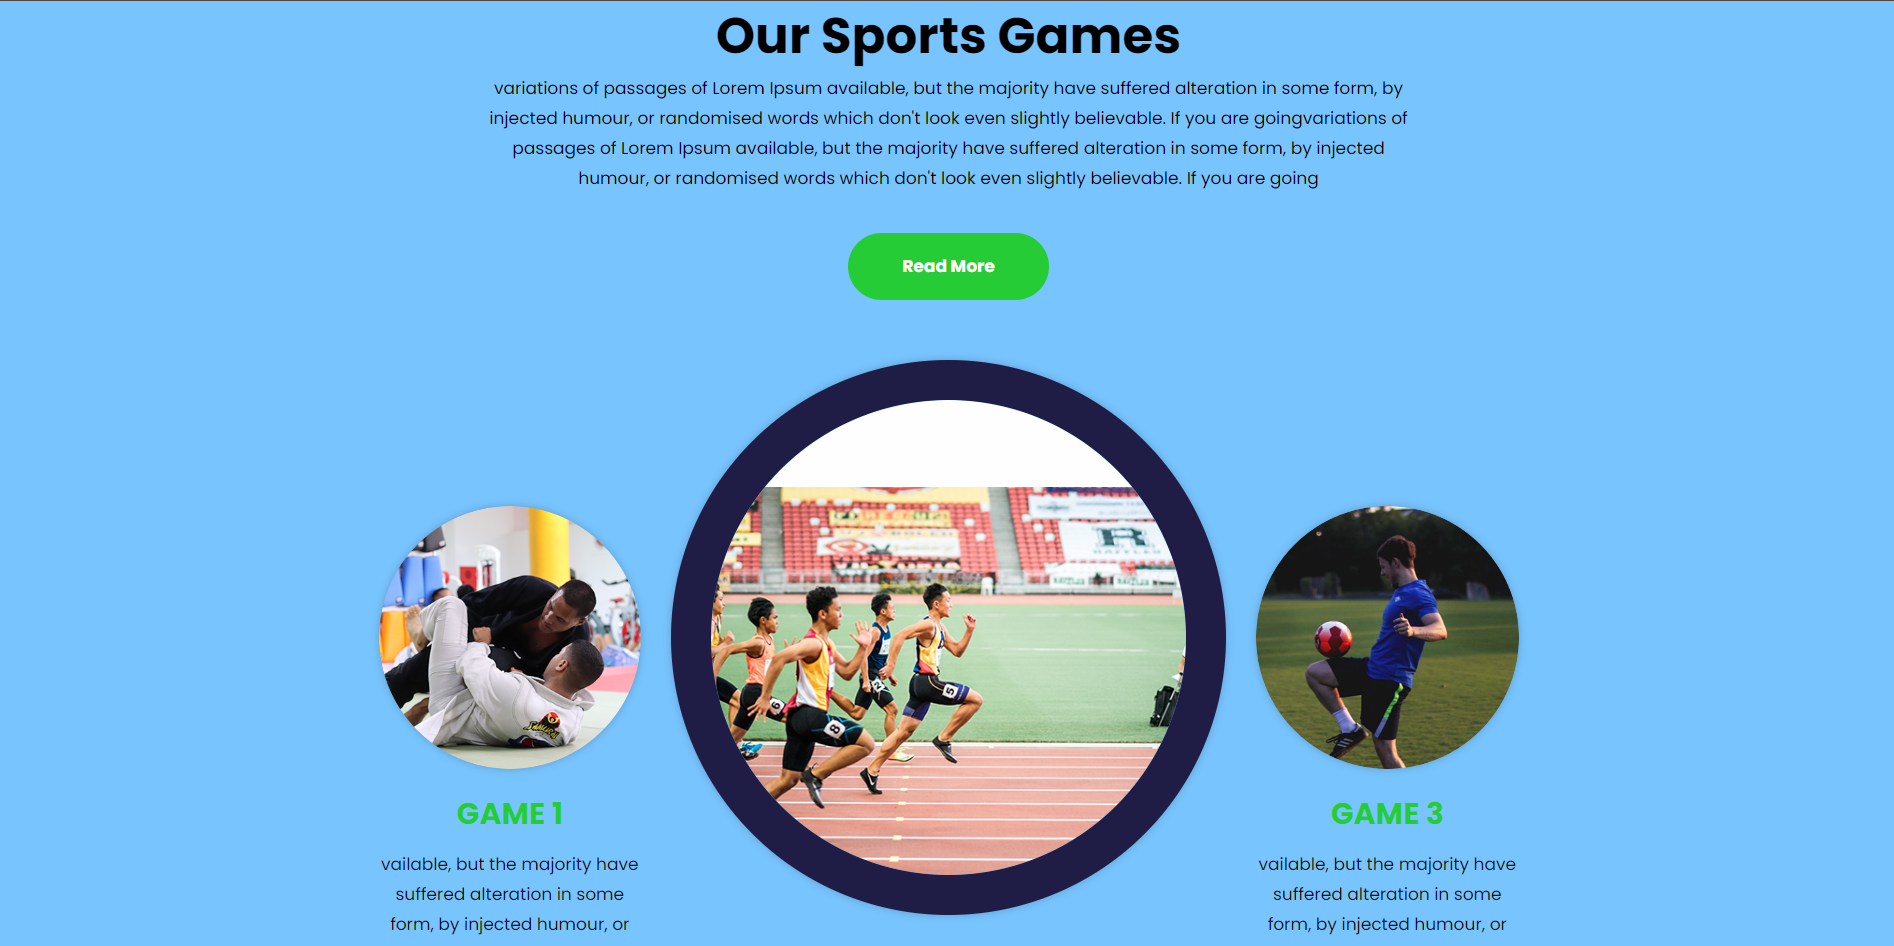 Our Sports Games
variations of passages of Lorem Ipsum available, but the majority have suffered alteration in some form, by
injected humour, or randomised words which don't look even slightly believable. If you are goingvariations of
passages of Lorem Ipsum available, but the majority have suffered alteration in some form, by injected
humour, or randomised words which don't look even slightly believable. If you are going
Read More
R
RAFFLES
5
2
6
8
GAME 1
vailable, but the majority have
suffered alteration in some
form, by injected humour, or
GAME 3
vailable, but the majority have
suffered alteration in some
form, by injected humour, or